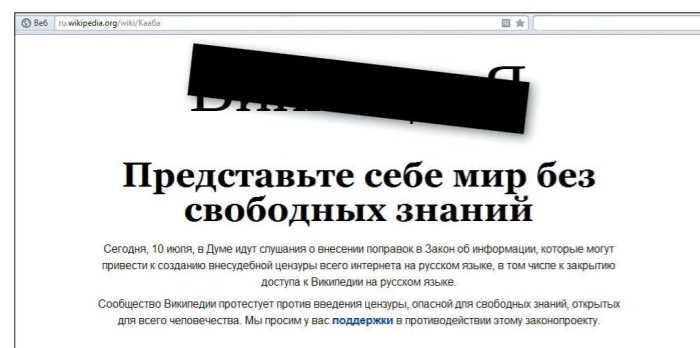 Веб ru.wikipedia.org/wiki/Кааба
Представьте себе мир без
свободных знаний
Сегодня, 10 июля, в Думе идут слушания о внесении поправок в Закон об информации, которые могут
привести к созданию внесудебной цензуры всего интернета на русском языке, в том числе к закрытию
доступа к Википедии на русском языке.
Сообщество Википедии протестует против введения цензуры, опасной для свободных знаний, открытых
для всего человечества. Мы просим у вас поддержки в противодействии этому законопроекту.